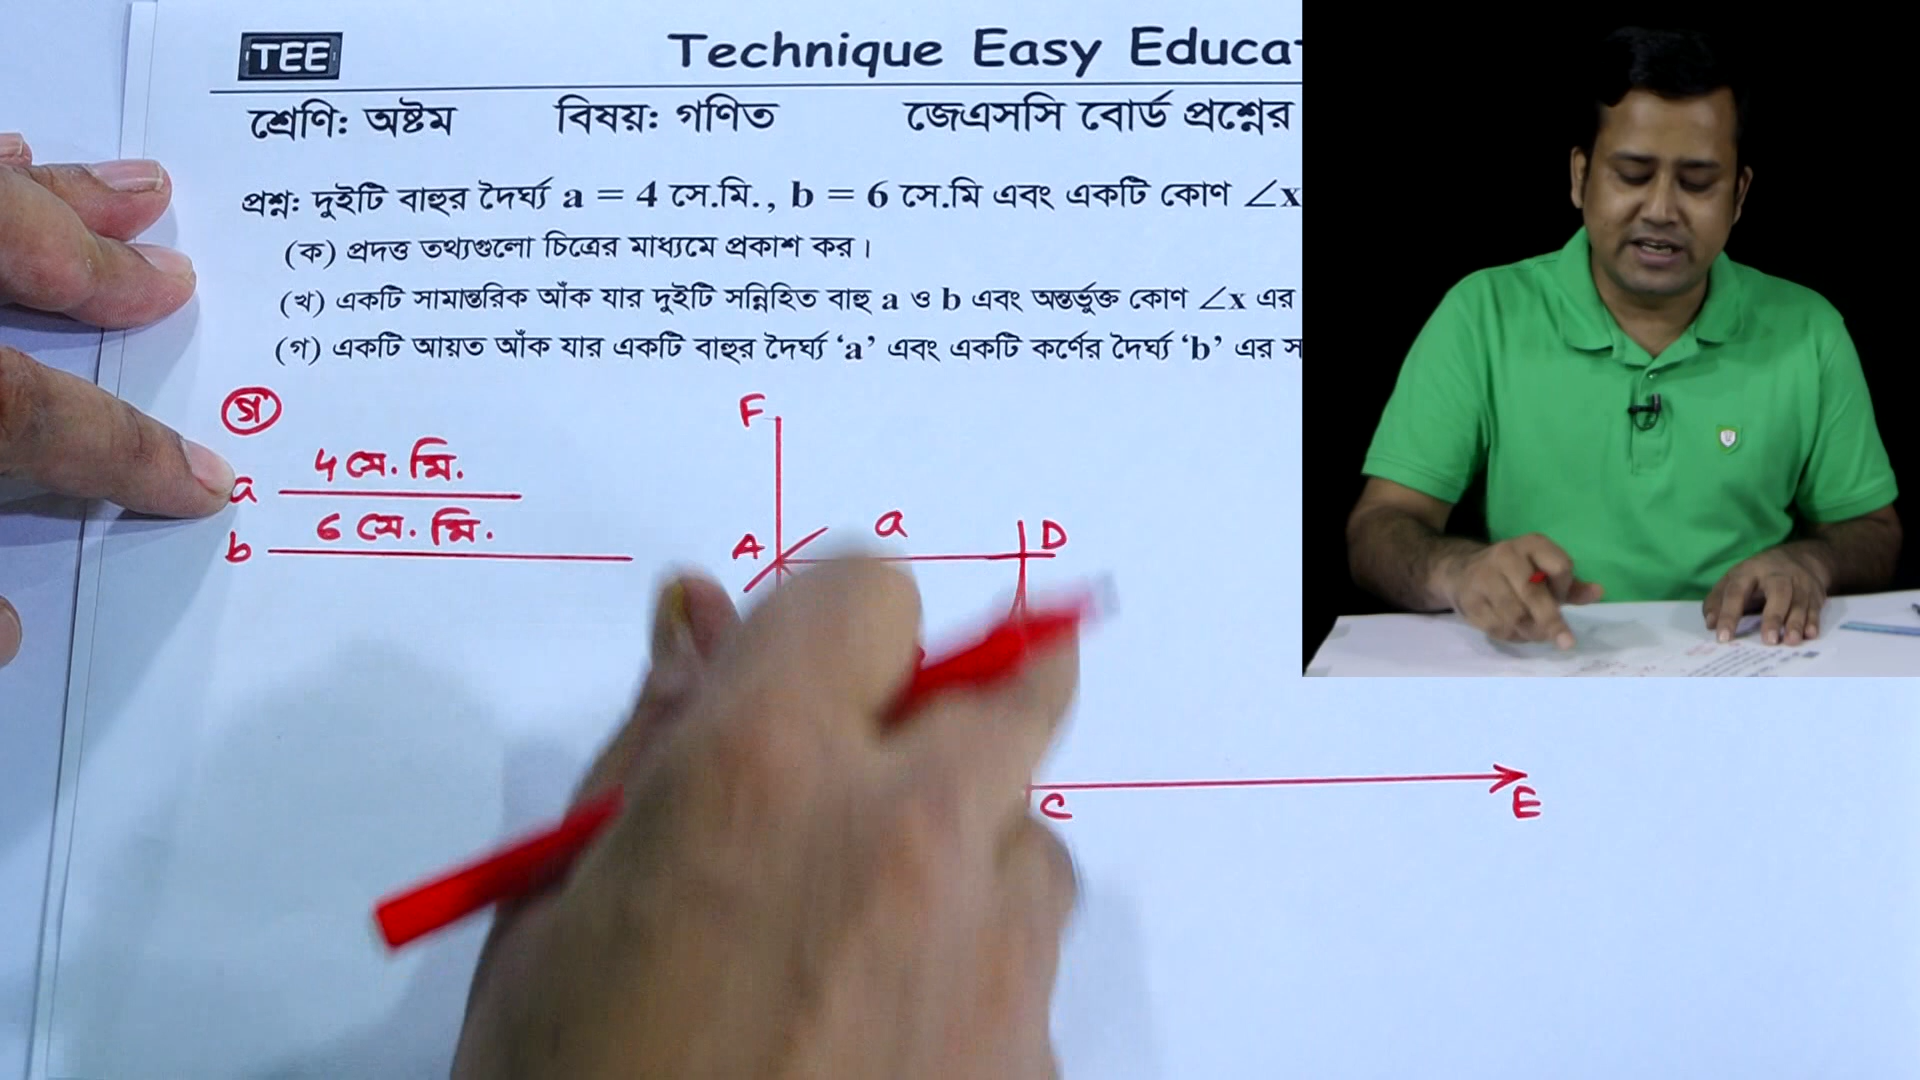 TEE
Technique Easy Educa
শ্রেণি: অষ্টম বিষয়: গণিত জেএসসি বোর্ড প্রশ্নের
প্রশ্ন: দুইটি বাহুর দৈর্ঘ্য a = 4 সে.মি., b = 6 সে.মি এবং একটি কোণ ∠x
(ক) প্রদত্ত তথ্যগুলো চিত্রের মাধ্যমে প্রকাশ কর।
(খ) একটি সামান্তরিক আঁক যার দুইটি সন্নিহিত বাহু a ও b এবং অন্তর্ভুক্ত কোণ ∠x এর
(গ) একটি আয়ত আঁক যার একটি বাহুর দৈর্ঘ্য ‘a’ এবং একটি কর্ণের দৈর্ঘ্য ‘b’ এর স
গ
F
4 সে. মি.
a
6 সে. মি.
b
A a D
C E